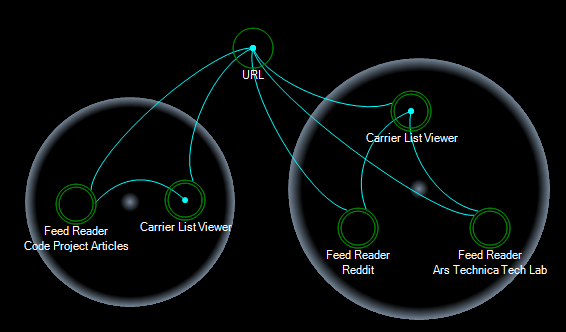 URL
Carrier List Viewer
Carrier List Viewer
Feed Reader
Code Project Articles
Feed Reader
Reddit
Feed Reader
Ars Technica Tech Lab